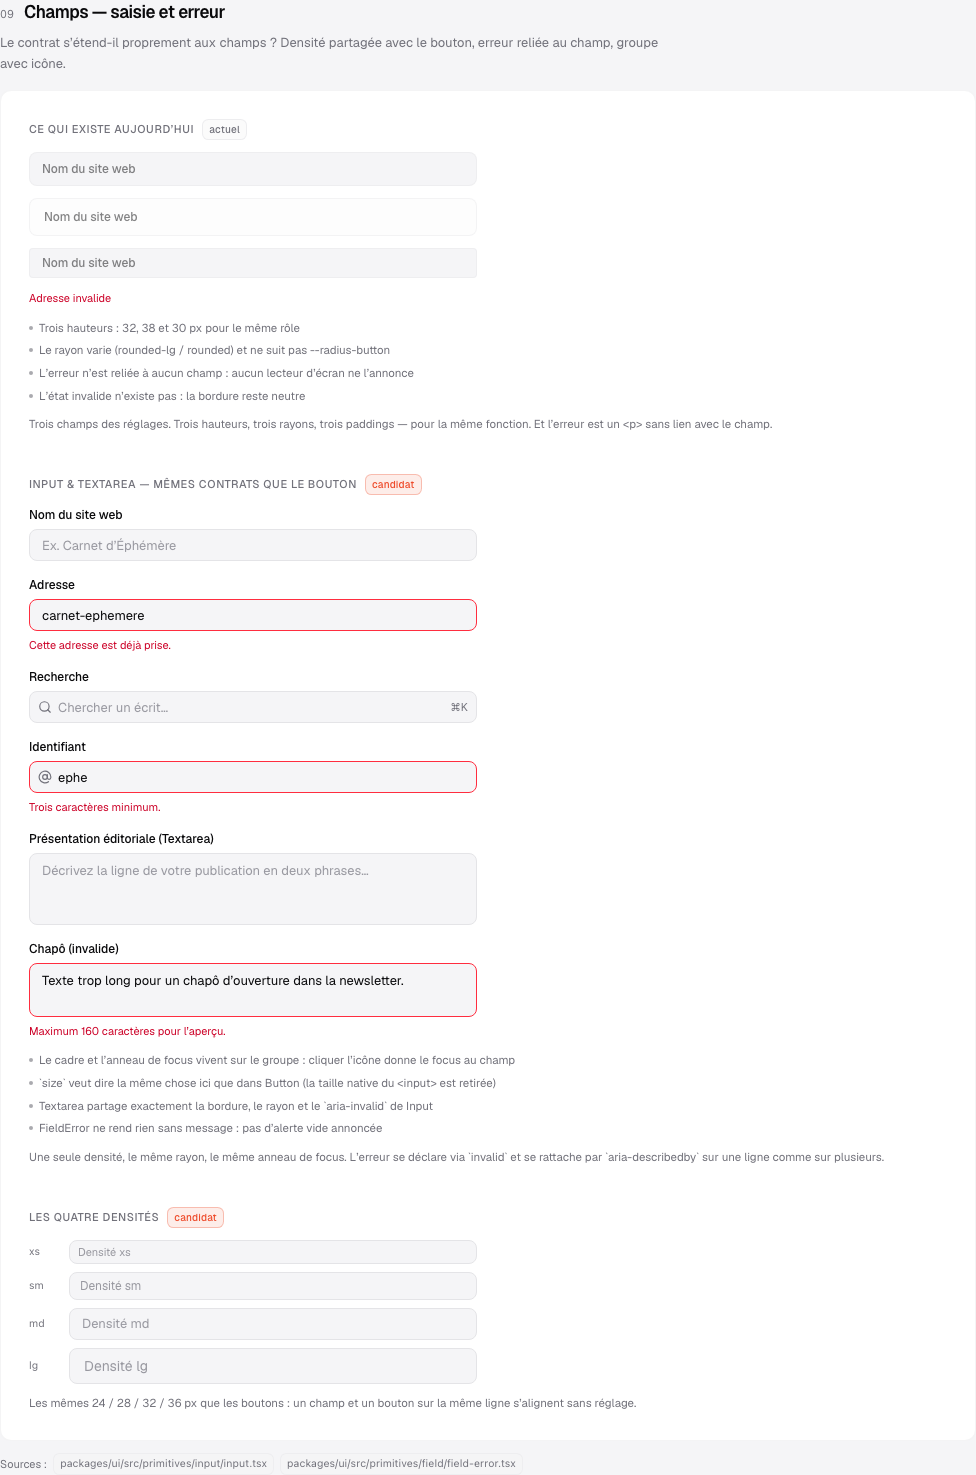 09 Champs — saisie et erreur
Le contrat s'étend-il proprement aux champs ? Densité partagée avec le bouton, erreur reliée au champ, groupe
avec icône.
CE QUI EXISTE AUJOURD'HUI actuel
Nom du site web
Nom du site web
Nom du site web
Adresse invalide
Trois hauteurs : 32, 38 et 30 px pour le même rôle
Le rayon varie (rounded-lg / rounded) et ne suit pas --radius-button
L'erreur n'est reliée à aucun champ : aucun lecteur d'écran ne l'annonce
L'état invalide n'existe pas : la bordure reste neutre
Trois champs des réglages. Trois hauteurs, trois rayons, trois paddings — pour la même fonction. Et l'erreur est un <p> sans lien avec le champ.
INPUT & TEXTAREA — MÊMES CONTRATS QUE LE BOUTON candidat
Nom du site web
Ex. Carnet d'Éphémère
Adresse
carnet-ephemere
Cette adresse est déjà prise.
Recherche
Chercher un écrit… ⌘K
Identifiant
@ ephe
Trois caractères minimum.
Présentation éditoriale (Textarea)
Décrivez la ligne de votre publication en deux phrases…
Chapô (invalide)
Texte trop long pour un chapô d'ouverture dans la newsletter.
Maximum 160 caractères pour l'aperçu.
Le cadre et l'anneau de focus vivent sur le groupe : cliquer l'icône donne le focus au champ
`size` veut dire la même chose ici que dans Button (la taille native du <input> est retirée)
Textarea partage exactement la bordure, le rayon et le `aria-invalid` de Input
FieldError ne rend rien sans message : pas d'alerte vide annoncée
Une seule densité, le même rayon, le même anneau de focus. L'erreur se déclare via `invalid` et se rattache par `aria-describedby` sur une ligne comme sur plusieurs.
LES QUATRE DENSITÉS candidat
xs Densité xs
sm Densité sm
md Densité md
lg Densité lg
Les mêmes 24 / 28 / 32 / 36 px que les boutons : un champ et un bouton sur la même ligne s'alignent sans réglage.
Sources : packages/ui/src/primitives/input/input.tsx packages/ui/src/primitives/field/field-error.tsx